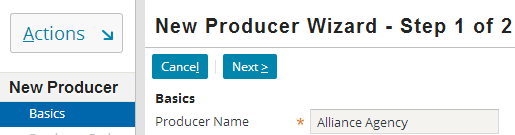 Actions
New Producer Wizard - Step 1 of 2
Cancel
Next >
New Producer
Basics
Basics
Producer Name * Alliance Agency